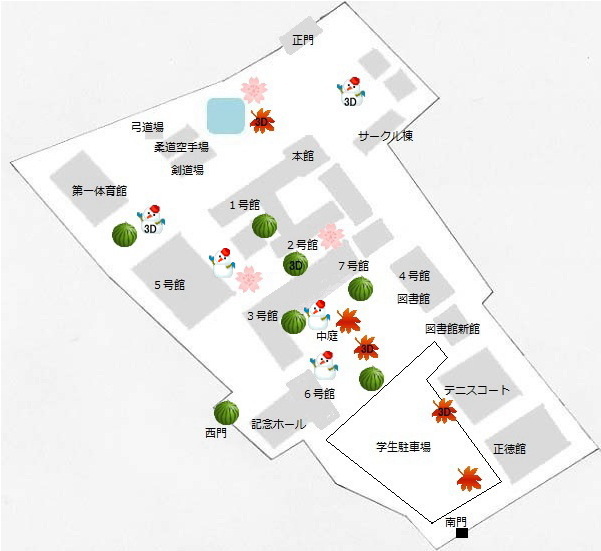 正門
3D
3D
弓道場
サークル棟
柔道空手場
本館
剣道場
第一体育館
1号館
3D
2号館
3D
7号館
4号館
5号館
図書館
3号館
図書館新館
中庭
3D
6号館
テニスコート
3D
記念ホール
西門
学生駐車場
正徳館
南門